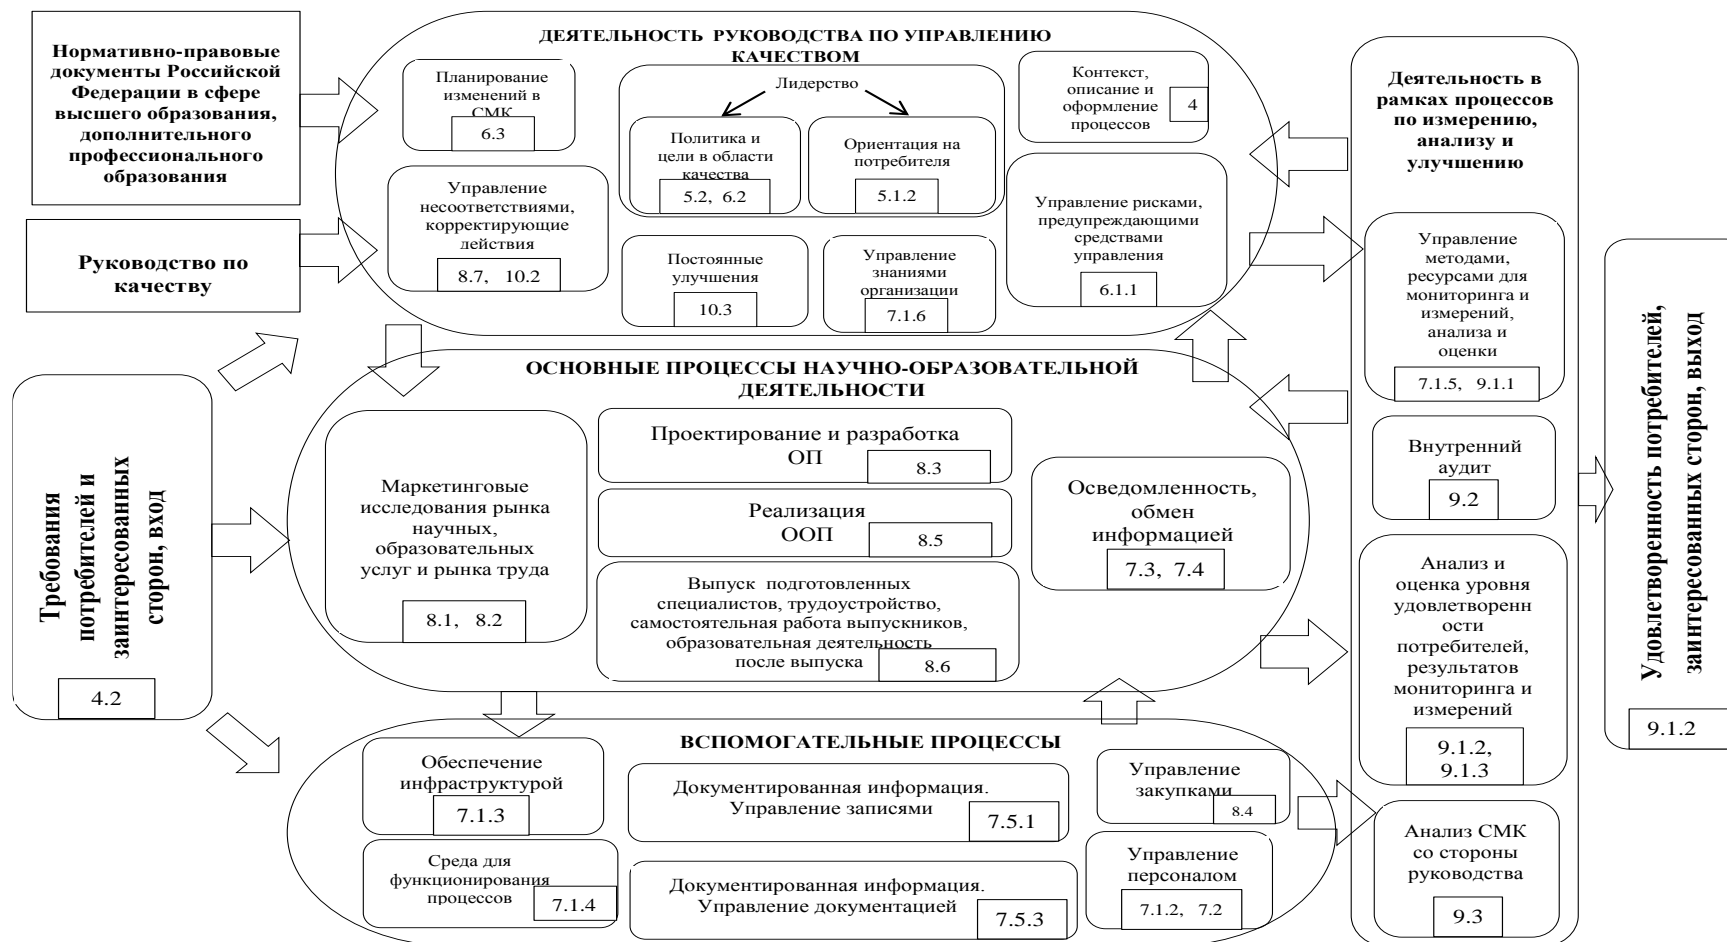 Нормативно-правовые
документы Российской
Федерации в сфере
высшего образования,
дополнительного
профессионального
образования
Руководство по
качеству
Требования
потребителей и
заинтересованных
сторон, вход
4.2
ДЕЯТЕЛЬНОСТЬ РУКОВОДСТВА ПО УПРАВЛЕНИЮ
КАЧЕСТВОМ
Планирование
изменений в
СМК
6.3
Лидерство
Политика и
цели в области
качества
5.2, 6.2
Ориентация на
потребителя
5.1.2
Контекст,
описание и
оформление
процессов
4
Управление
несоответствиями,
корректирующие
действия
8.7, 10.2
Постоянные
улучшения
10.3
Управление
знаниями
организации
7.1.6
Управление рисками,
предупреждающими
средствами
управления
6.1.1
ОСНОВНЫЕ ПРОЦЕССЫ НАУЧНО-ОБРАЗОВАТЕЛЬНОЙ
ДЕЯТЕЛЬНОСТИ
Маркетинговые
исследования рынка
научных,
образовательных
услуг и рынка труда
8.1, 8.2
Проектирование и разработка
ОП
8.3
Реализация
ООП
8.5
Выпуск подготовленных
специалистов, трудоустройство,
самостоятельная работа выпускников,
образовательная деятельность
после выпуска
8.6
Осведомленность,
обмен
информацией
7.3, 7.4
ВСПОМОГАТЕЛЬНЫЕ ПРОЦЕССЫ
Обеспечение
инфраструктурой
7.1.3
Среда для
функционирования
процессов
7.1.4
Документированная информация.
Управление записями
7.5.1
Документированная информация.
Управление документацией
7.5.3
Управление
закупками
8.4
Управление
персоналом
7.1.2, 7.2
Деятельность в
рамках процессов
по измерению,
анализу и
улучшению
Управление
методами,
ресурсами для
мониторинга и
измерений,
анализа и
оценки
7.1.5, 9.1.1
Внутренний
аудит
9.2
Анализ и
оценка уровня
удовлетворенн
ости
потребителей,
результатов
мониторинга и
измерений
9.1.2,
9.1.3
Анализ СМК
со стороны
руководства
9.3
Удовлетворенность потребителей,
заинтересованных сторон, выход
9.1.2